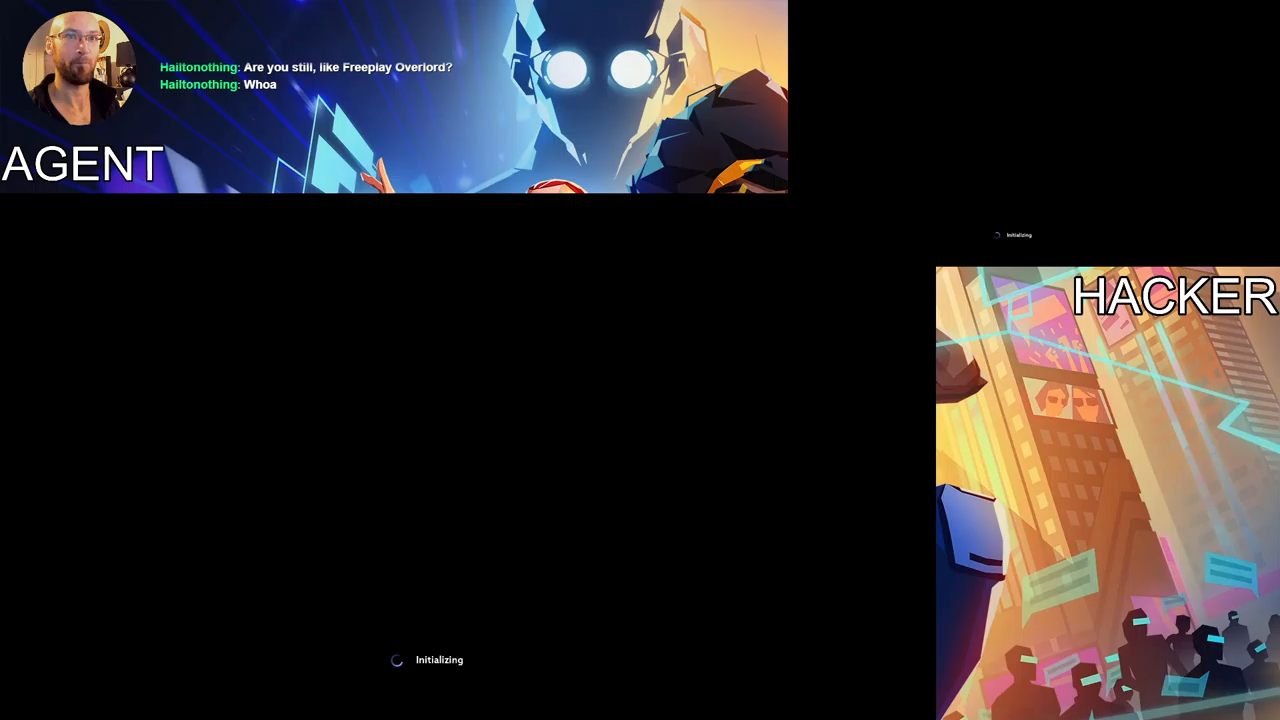 Hailtonothing: Are you still, like Freeplay Overlord?
Hailtonothing: Whoa
AGENT
Initializing
HACKER
Initializing